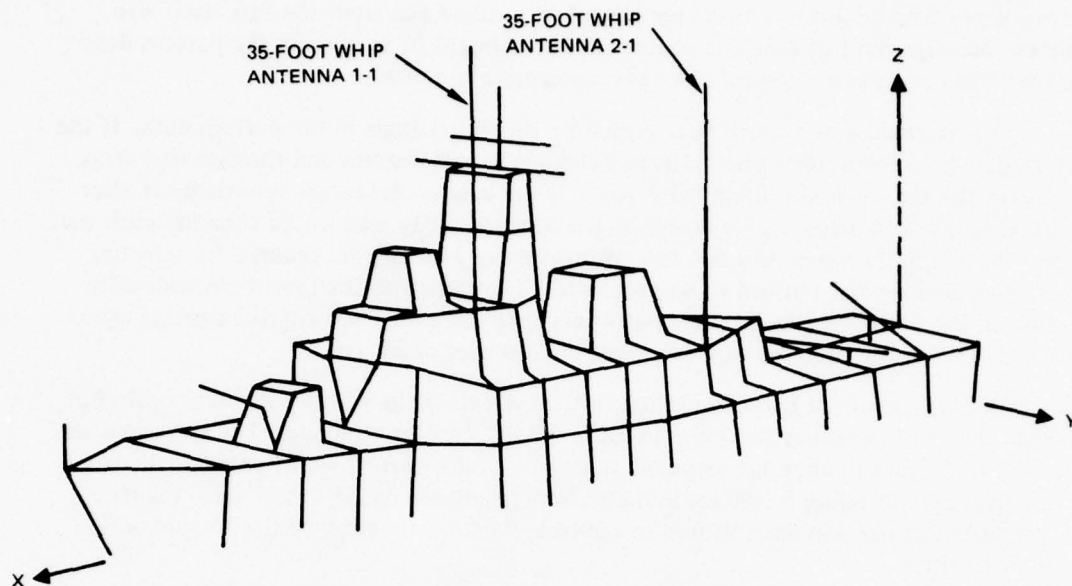 35-FOOT WHIP
ANTENNA 1-1
35-FOOT WHIP
ANTENNA 2-1
Z
Y
X